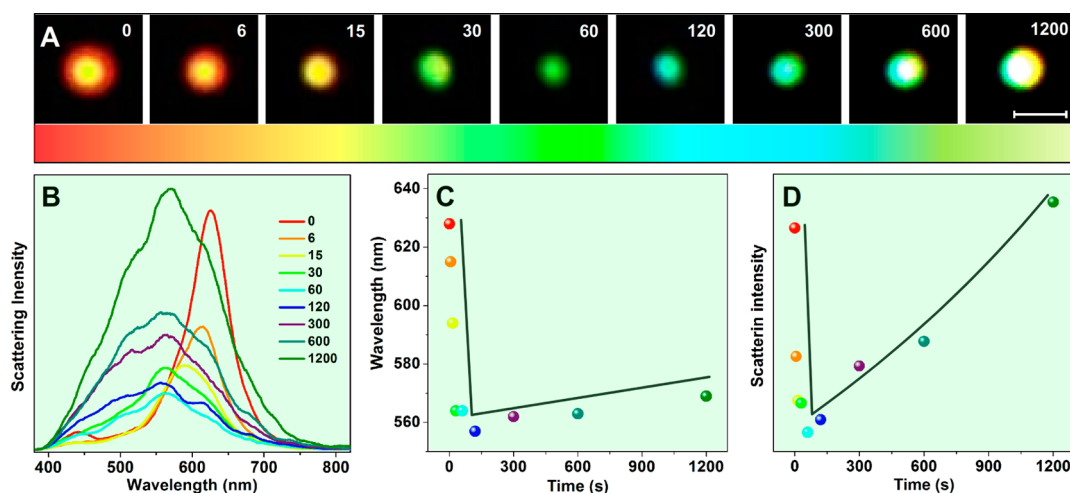 A 0 6 15 30 60 120 300 600 1200
B
0
6
15
30
60
120
300
600
1200
Scattering Inensity
400 500 600 700 800
Wavelength (nm)
C
640
620
600
580
560
Wavelength (nm)
0 300 600 900 1200
Time (s)
D
Scatterin intensity
0 300 600 900 1200
Time (s)